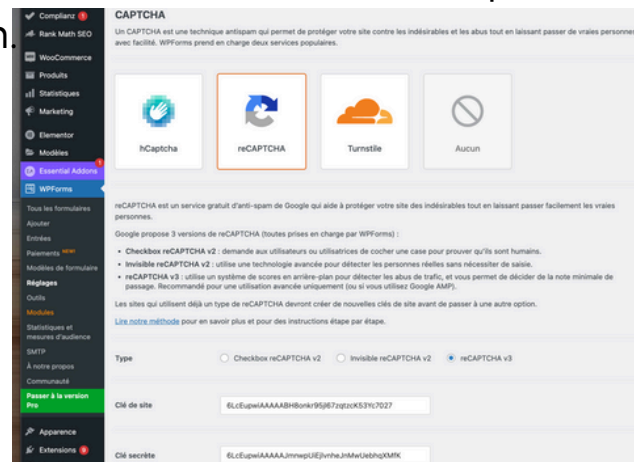 n.
Complianz 1
Rank Math SEO
WooCommerce
Produits
Statistiques
Marketing
Elementor
Modèles
Essential Addons
1
WPForms
Tous les formulaires
Ajouter
Entrées
Paiements NEW!
Modèles de formulaire
Réglages
Outils
Modules
Statistiques et
mesures d'audience
SMTP
À notre propos
Communauté
Passer à la version
Pro
Apparence
Extensions 9
CAPTCHA
Un CAPTCHA est une technique antispam qui permet de protéger votre site contre les indésirables et les abus tout en laissant passer de vraies personnes
avec facilité. WPForms prend en charge deux services populaires.
hCaptcha
reCAPTCHA
Turnstile
Aucun
reCAPTCHA est un service gratuit d'anti-spam de Google qui aide à protéger votre site des indésirables tout en laissant passer facilement les vraies
personnes.
Google propose 3 versions de reCAPTCHA (toutes prises en charge par WPForms) :
• Checkbox reCAPTCHA v2 : demande aux utilisateurs ou utilisatrices de cocher une case pour prouver qu'ils sont humains.
• Invisible reCAPTCHA v2 : utilise une technologie avancée pour détecter les personnes réelles sans nécessiter de saisie.
• reCAPTCHA v3 : utilise un système de scores en arrière-plan pour détecter les abus de trafic, et vous permet de décider de la note minimale de
passage. Recommandé pour une utilisation avancée uniquement (ou si vous utilisez Google AMP).
Les sites qui utilisent déjà un type de reCAPTCHA devront créer de nouvelles clés de site avant de passer à une autre option.
Lire notre méthode pour en savoir plus et pour des instructions étape par étape.
Type
Checkbox reCAPTCHA v2
Invisible reCAPTCHA v2
reCAPTCHA v3
Clé de site
Clé secrète